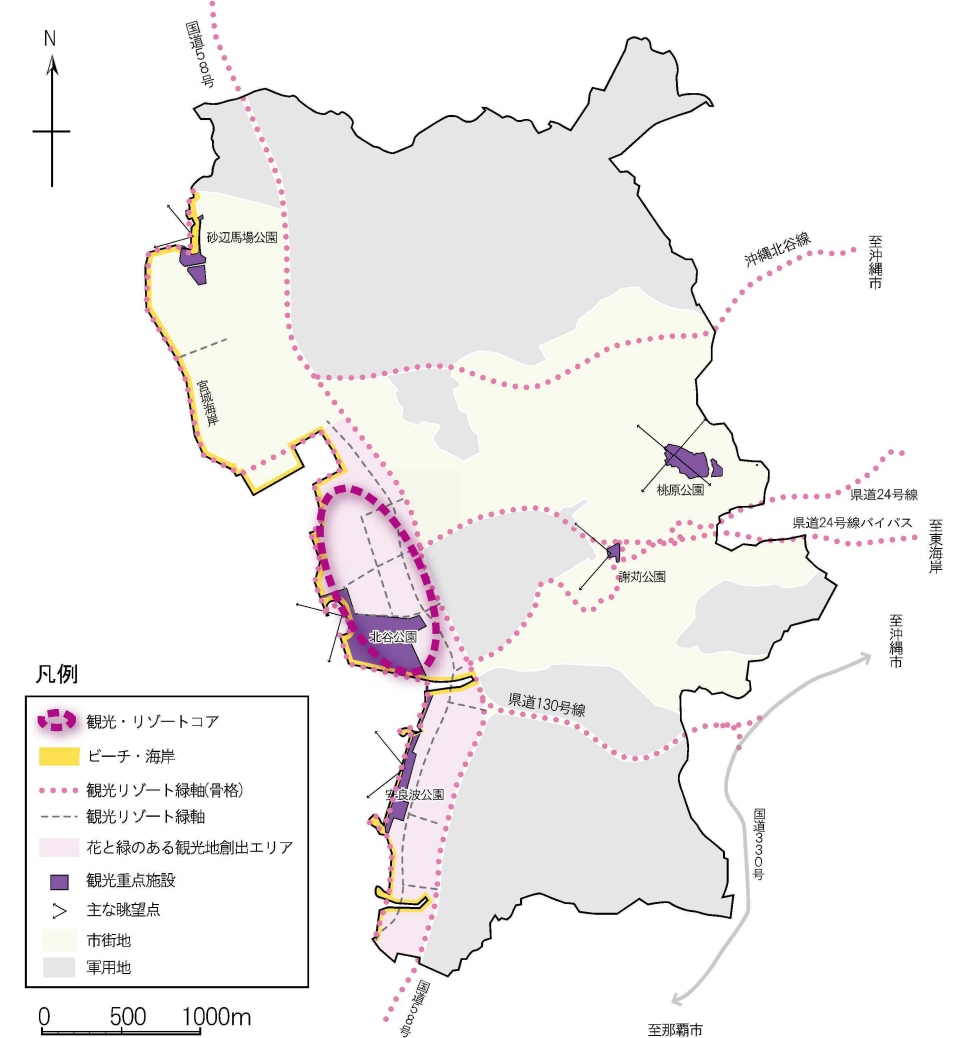 国道58号
N
砂辺馬場公園
沖縄北谷線
至沖縄市
宮城海岸
桃原公園
県道24号線
県道24号線バイパス
至東海岸
謝苅公園
北谷公園
至沖縄市
県道130号線
安良波公園
国道330号
国道58号
至那覇市
凡例
観光・リゾートコア
ビーチ・海岸
観光リゾート緑軸(骨格)
観光リゾート緑軸
花と緑のある観光地創出エリア
観光重点施設
主な眺望点
市街地
軍用地
0 500 1000m